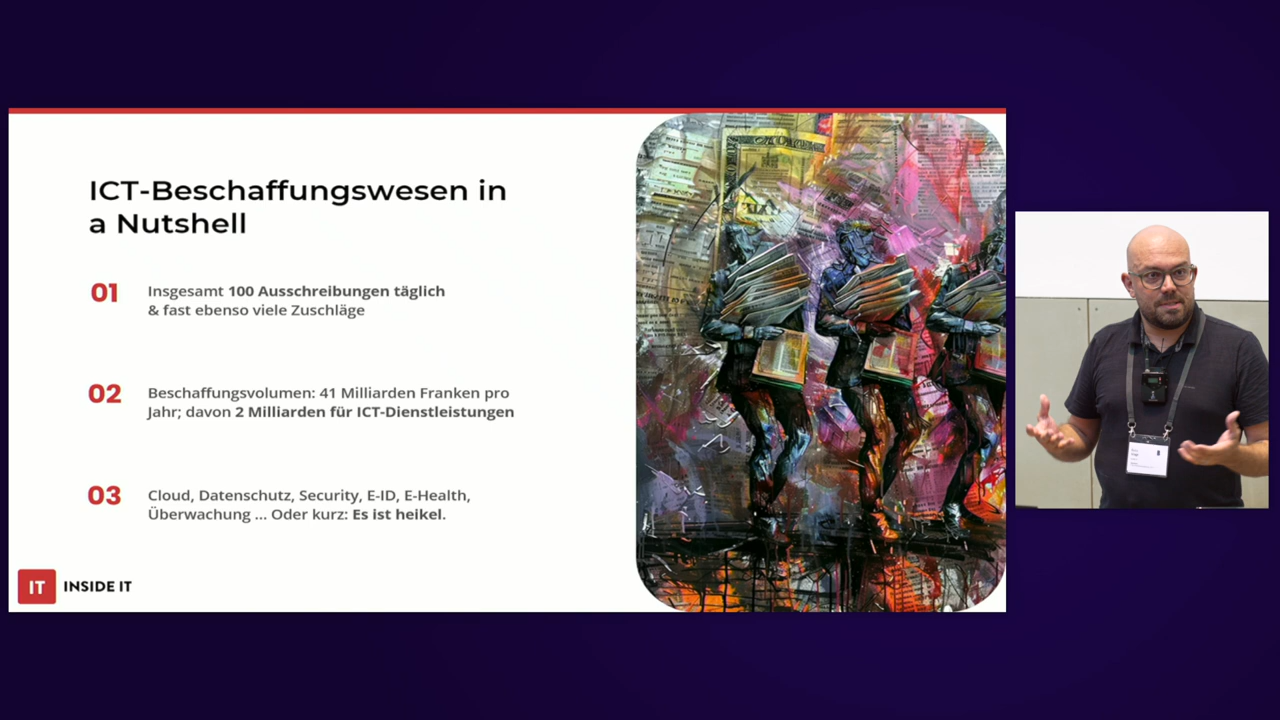 ICT-Beschaffungswesen in
a Nutshell
01
Insgesamt 100 Ausschreibungen täglich
& fast ebenso viele Zuschläge
02
Beschaffungsvolumen: 41 Milliarden Franken pro
Jahr; davon 2 Milliarden für ICT-Dienstleistungen
03
Cloud, Datenschutz, Security, E-ID, E-Health,
Überwachung ... Oder kurz: Es ist heikel.
IT INSIDE IT